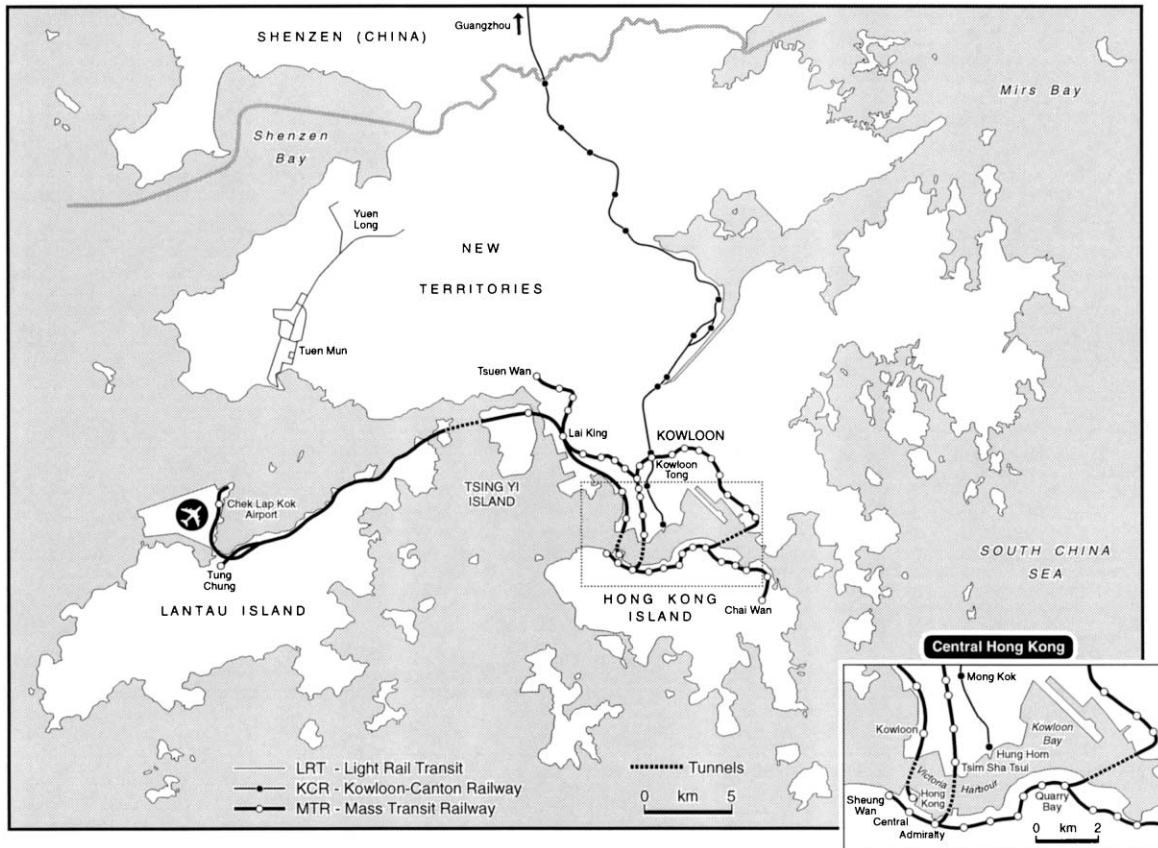 Guangzhou
SHENZEN (CHINA)
Mirs Bay
Shenzen
Bay
Yuen
Long
NEW
TERRITORIES
Tuen Mun
Tsuen Wan
Lai King
KOWLOON
Kowloon
Tong
TSING YI
ISLAND
Chek Lap Kok
Airport
SOUTH CHINA
SEA
Tung
Chung
LANTAU ISLAND
HONG KONG
ISLAND
Chai Wan
Central Hong Kong
Mong Kok
Kowloon
Kowloon
Bay
Hung Hom
Tsim Sha Tsui
Victoria
Harbour
Hong
Kong
Sheung
Wan
Central
Admiralty
Quarry
Bay
0 km 2
LRT - Light Rail Transit
KCR - Kowloon-Canton Railway
MTR - Mass Transit Railway
Tunnels
0 km 5